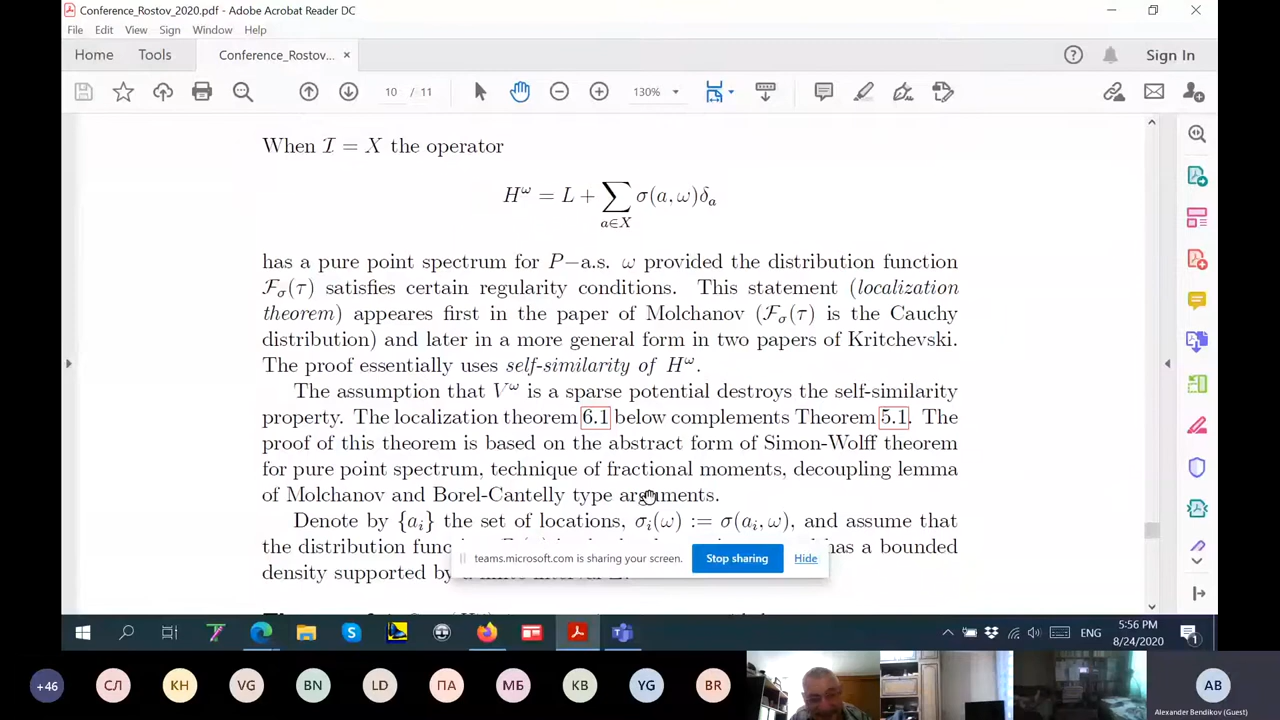 Conference_Rostov_2020.pdf - Adobe Acrobat Reader DC
File Edit View Sign Window Help
Home Tools Conference_Rostov... × Sign In
10 / 11 130%
When I = X the operator
H^ω = L + ∑_{a∈X} σ(a, ω)δ_a
has a pure point spectrum for P−a.s. ω provided the distribution function
F_σ(τ) satisfies certain regularity conditions. This statement (localization
theorem) appeares first in the paper of Molchanov (F_σ(τ) is the Cauchy
distribution) and later in a more general form in two papers of Kritchevski.
The proof essentially uses self-similarity of H^ω.
The assumption that V^ω is a sparse potential destroys the self-similarity
property. The localization theorem 6.1 below complements Theorem 5.1. The
proof of this theorem is based on the abstract form of Simon-Wolff theorem
for pure point spectrum, technique of fractional moments, decoupling lemma
of Molchanov and Borel-Cantelly type arguments.
Denote by {a_i} the set of locations, σ_i(ω) := σ(a_i, ω), and assume that
the distribution has a bounded
density supported by
teams.microsoft.com is sharing your screen. Stop sharing Hide
ENG
5:56 PM
8/24/2020
+46 СЛ КН VG BN LD ПА МБ КВ YG BR AB
Alexander Bendikov (Guest)